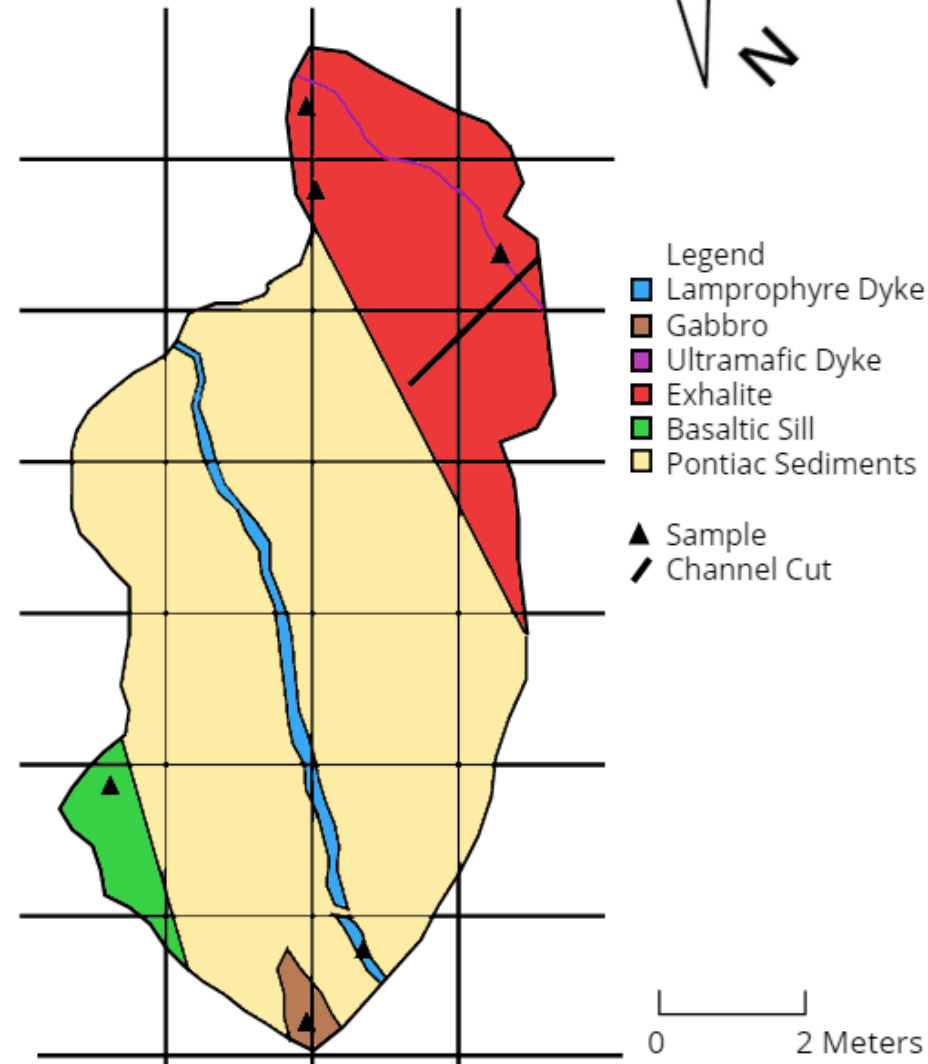 N
Legend
Lamprophyre Dyke
Gabbro
Ultramafic Dyke
Exhalite
Basaltic Sill
Pontiac Sediments
Sample
Channel Cut
0 2 Meters